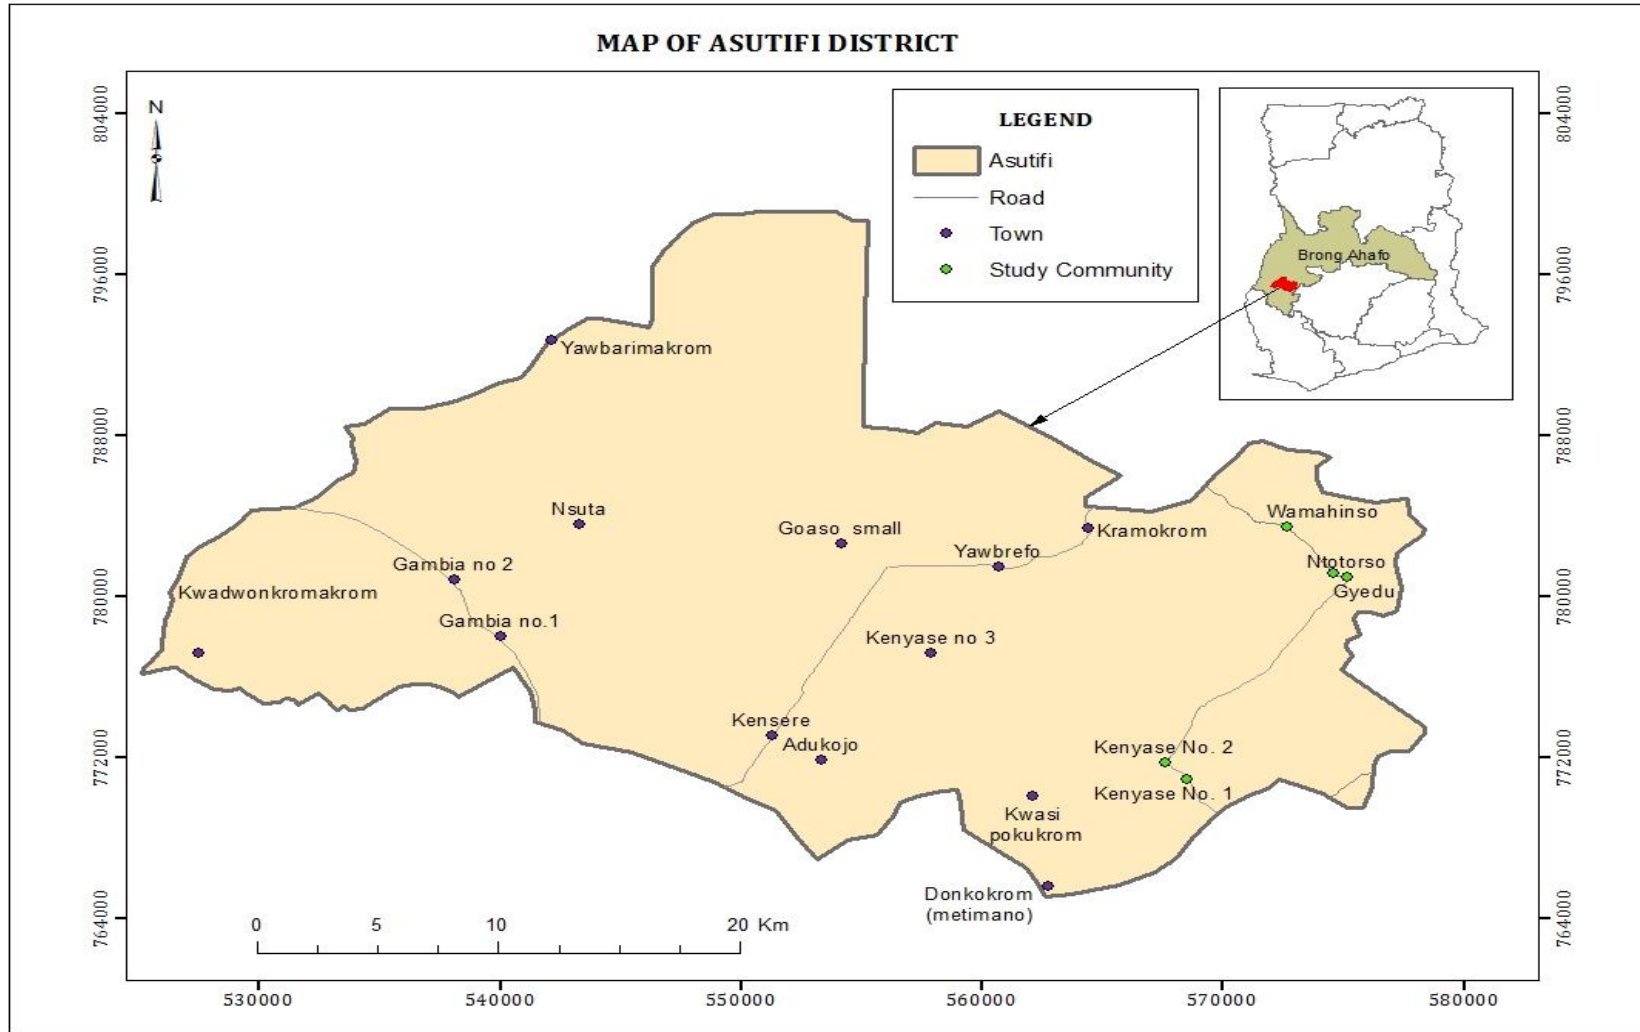 MAP OF ASUTIFI DISTRICT
N
LEGEND
Asutifi
Road
Town
Study Community
Brong Ahafo
804000
796000
788000
780000
772000
764000
804000
796000
788000
780000
772000
764000
Yawbarimakrom
Nsuta
Goaso small
Gambia no 2
Kwadwonkromakrom
Gambia no.1
Yawbrefo
Kramokrom
Wamahinso
Ntotorso
Gyedu
Kenyase no 3
Kensere
Adukojo
Kenyase No. 2
Kenyase No. 1
Kwasi
pokukrom
Donkokrom
(metimano)
0 5 10 20 Km
530000 540000 550000 560000 570000 580000